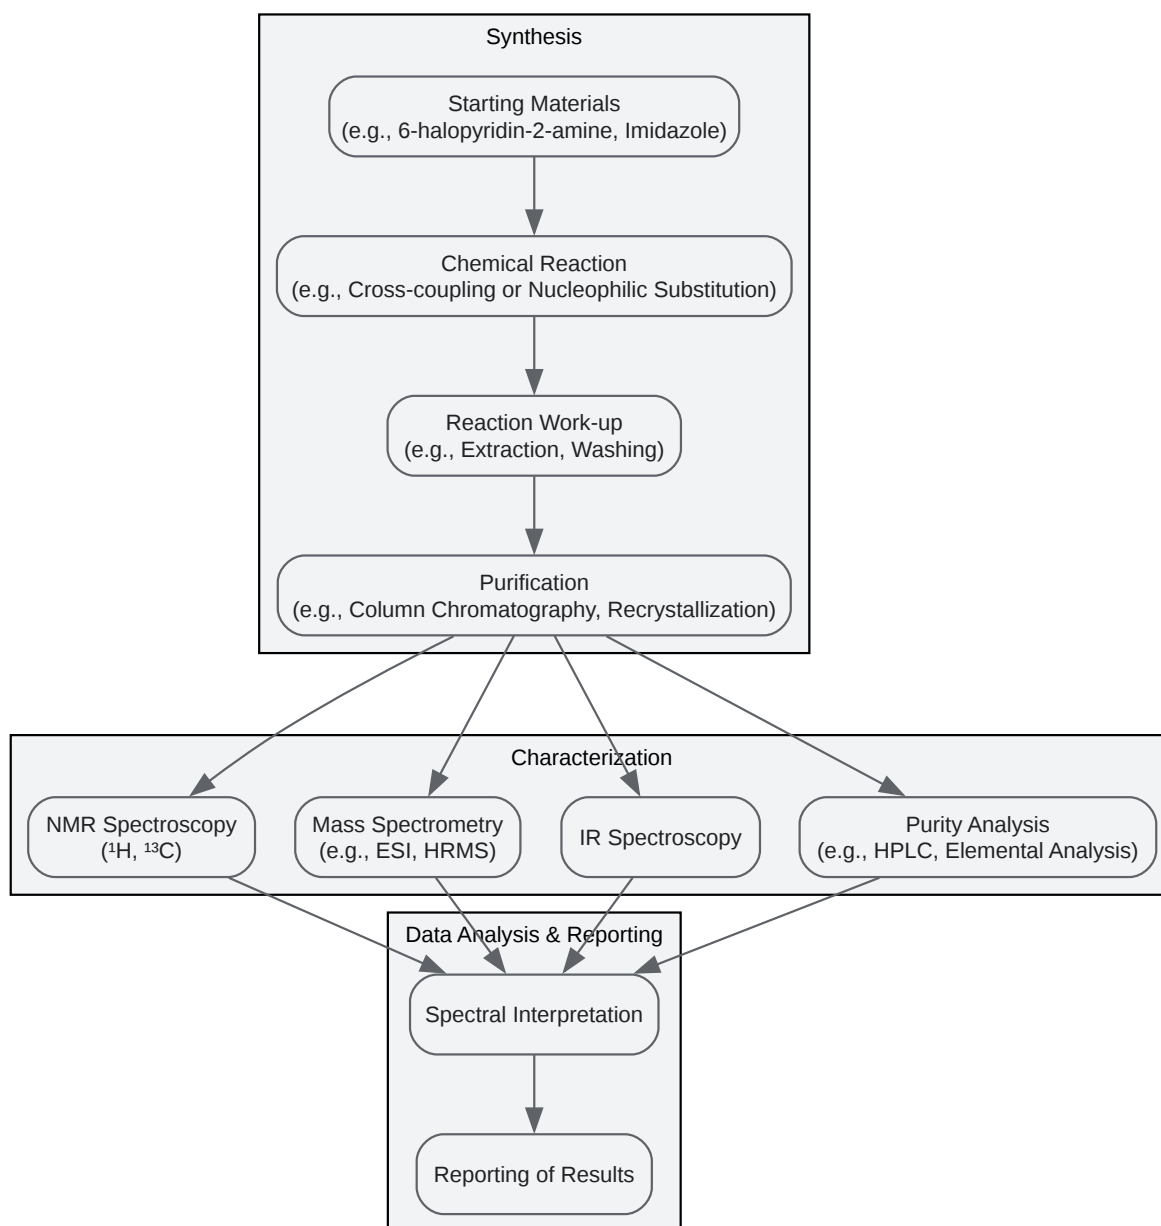 Synthesis
Starting Materials
(e.g., 6-halopyridin-2-amine, Imidazole)
Chemical Reaction
(e.g., Cross-coupling or Nucleophilic Substitution)
Reaction Work-up
(e.g., Extraction, Washing)
Purification
(e.g., Column Chromatography, Recrystallization)
Characterization
NMR Spectroscopy
(¹H, ¹³C)
Mass Spectrometry
(e.g., ESI, HRMS)
IR Spectroscopy
Purity Analysis
(e.g., HPLC, Elemental Analysis)
Data Analysis & Reporting
Spectral Interpretation
Reporting of Results